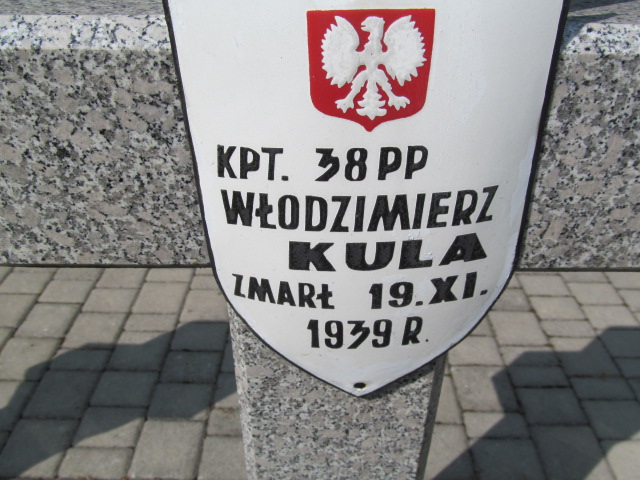 KPT. 38 PP
WŁODZIMIERZ
KULA
ZMARŁ 19.XI.
1939 R.